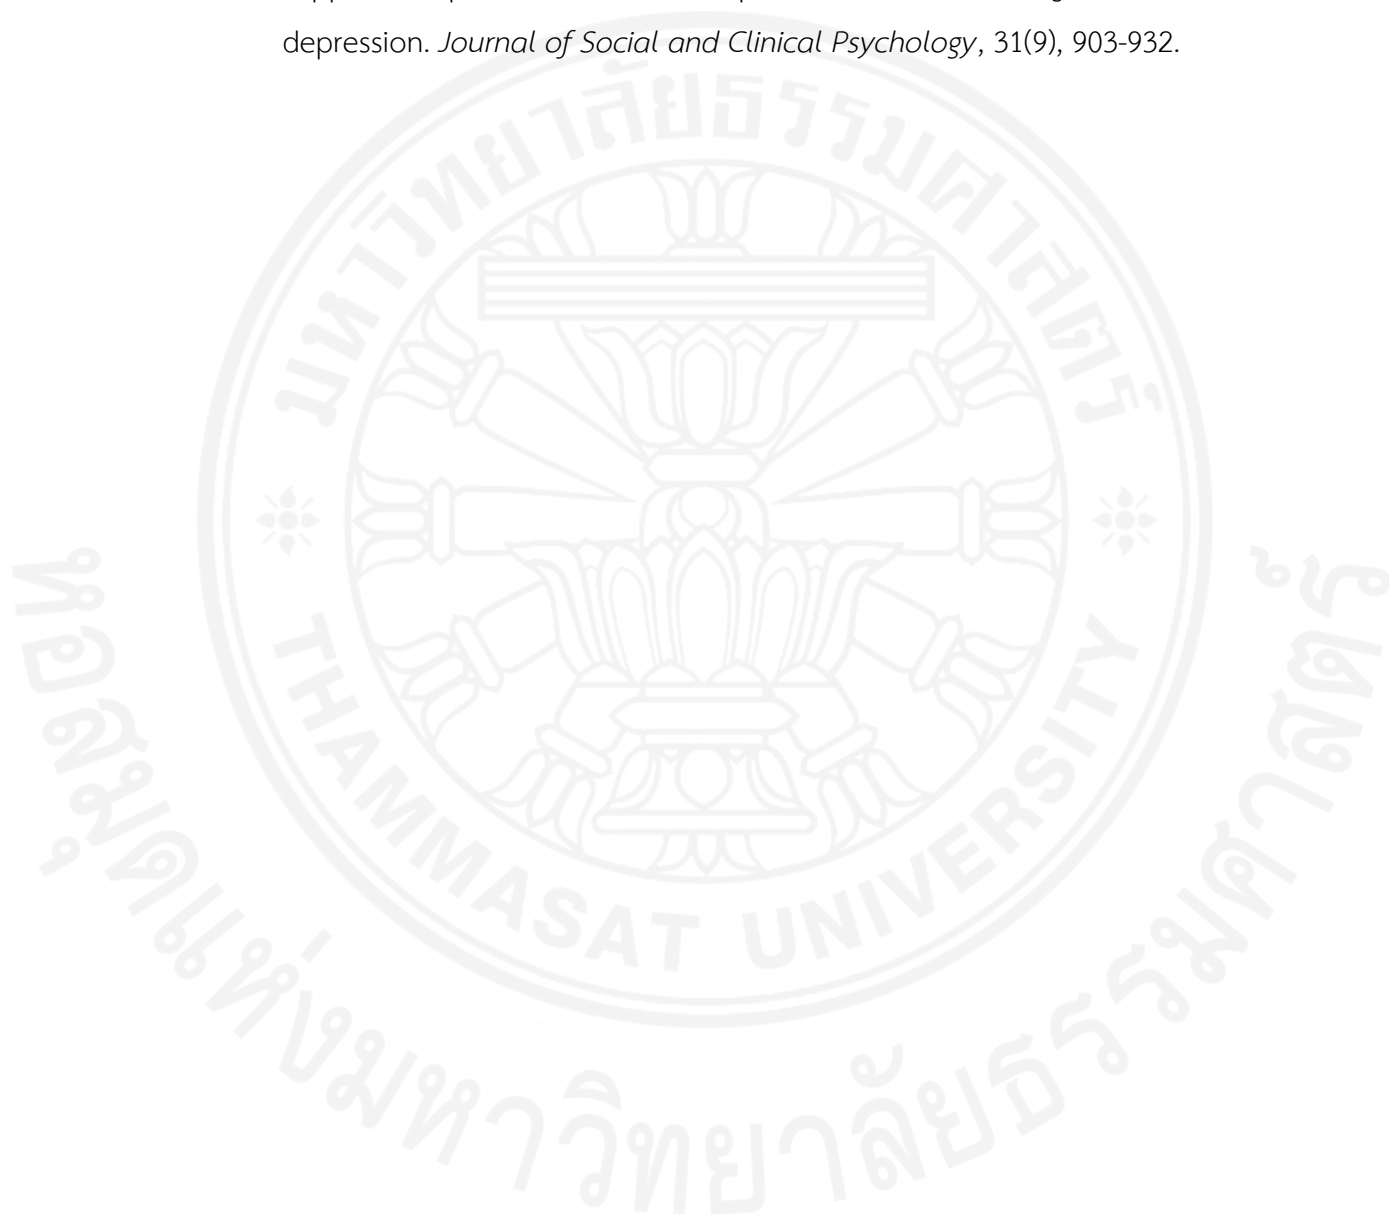 depression. Journal of Social and Clinical Psychology, 31(9), 903-932.
มหาวิทยาลัยธรรมศาสตร์
THAMMASAT UNIVERSITY
หอสมุดแห่งมหาวิทยาลัยธรรมศาสตร์